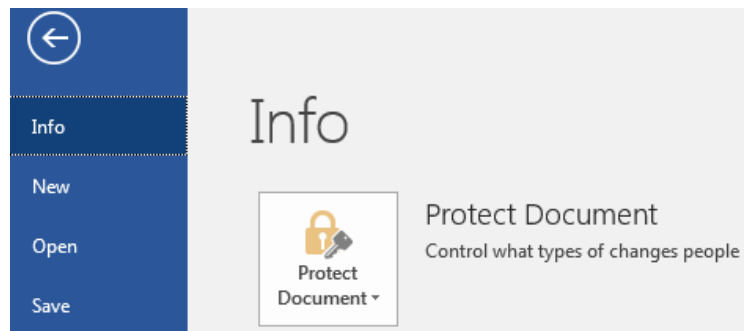 Info
New
Open
Save
Info
Protect
Document
Protect Document
Control what types of changes people